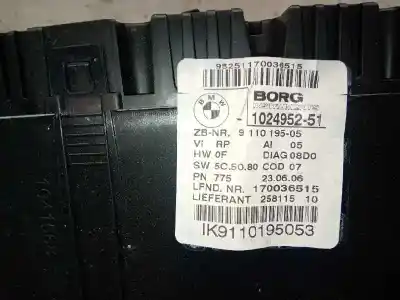 95251170036515
BMW
BORG
INSTRUMENTS
- 1024952-51
ZB-NR. 9 110 195-05
VI RP AI 05
HW 0F DIAG 08D0
SW 5C.50.80 COD 07
PN 775 23.06.06
LFND. NR. 170036515
LIEFERANT 258115 10
IK9110195053